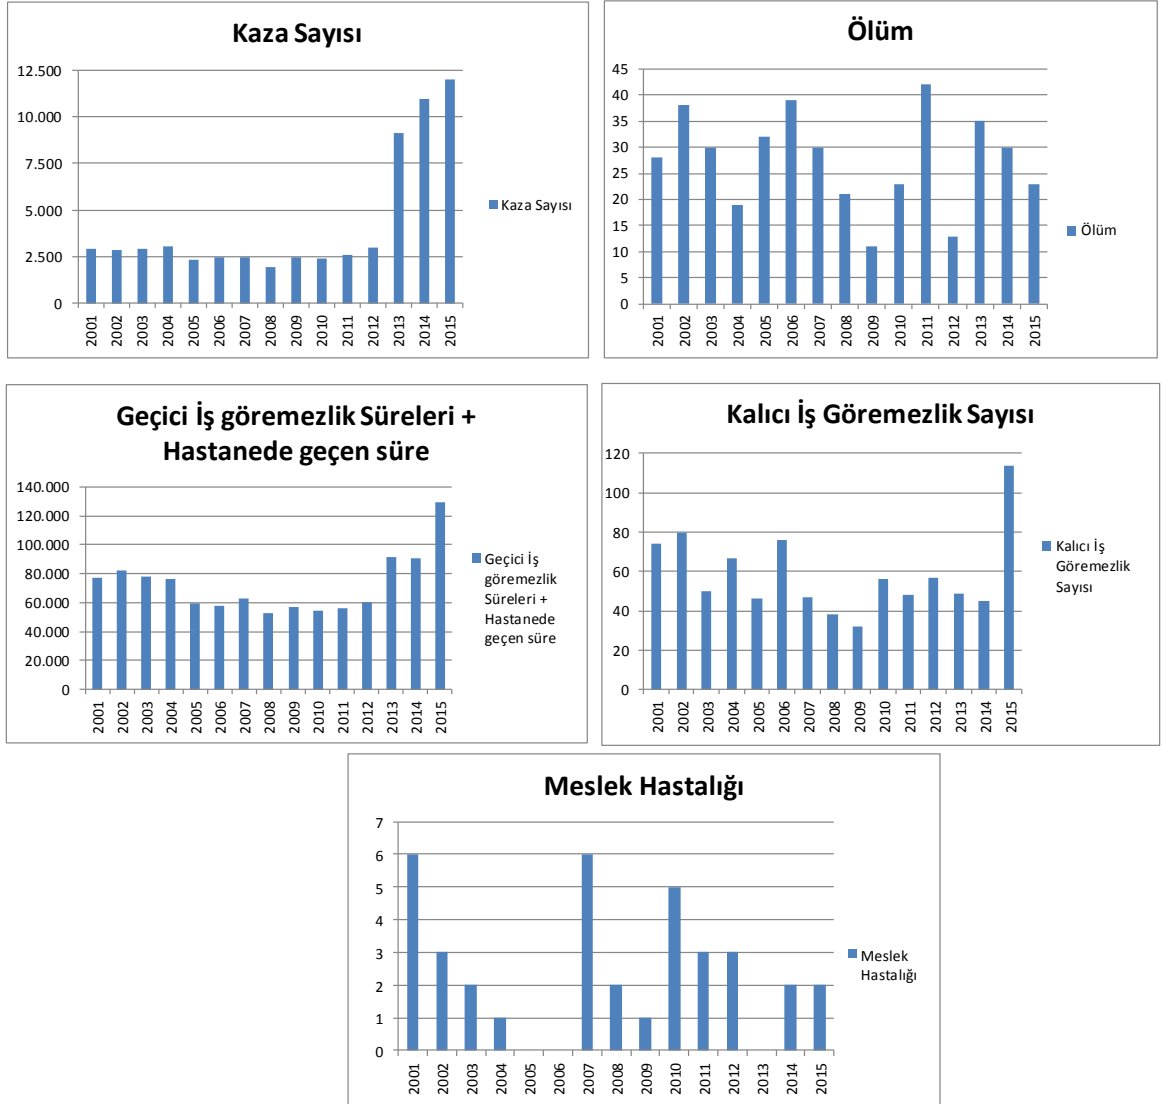 Kaza Sayısı
12.500
10.000
7.500
5.000
2.500
0
2001 2002 2003 2004 2005 2006 2007 2008 2009 2010 2011 2012 2013 2014 2015
Kaza Sayısı
Ölüm
45
40
35
30
25
20
15
10
5
0
2001 2002 2003 2004 2005 2006 2007 2008 2009 2010 2011 2012 2013 2014 2015
Ölüm
Geçici İş göremezlik Süreleri +
Hastanede geçen süre
140.000
120.000
100.000
80.000
60.000
40.000
20.000
0
2001 2002 2003 2004 2005 2006 2007 2008 2009 2010 2011 2012 2013 2014 2015
Geçici İş
göremezlik
Süreleri +
Hastanede
geçen süre
Kalıcı İş Göremezlik Sayısı
120
100
80
60
40
20
0
2001 2002 2003 2004 2005 2006 2007 2008 2009 2010 2011 2012 2013 2014 2015
Kalıcı İş
Göremezlik
Sayısı
Meslek Hastalığı
7
6
5
4
3
2
1
0
2001 2002 2003 2004 2005 2006 2007 2008 2009 2010 2011 2012 2013 2014 2015
Meslek
Hastalığı